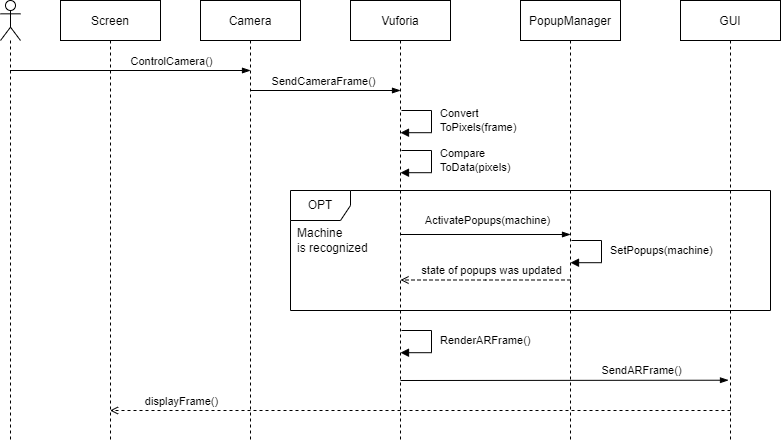 Screen
Camera
Vuforia
PopupManager
GUI
ControlCamera()
SendCameraFrame()
Convert
ToPixels(frame)
Compare
ToData(pixels)
OPT
Machine
is recognized
ActivatePopups(machine)
SetPopups(machine)
state of popups was updated
RenderARFrame()
SendARFrame()
displayFrame()